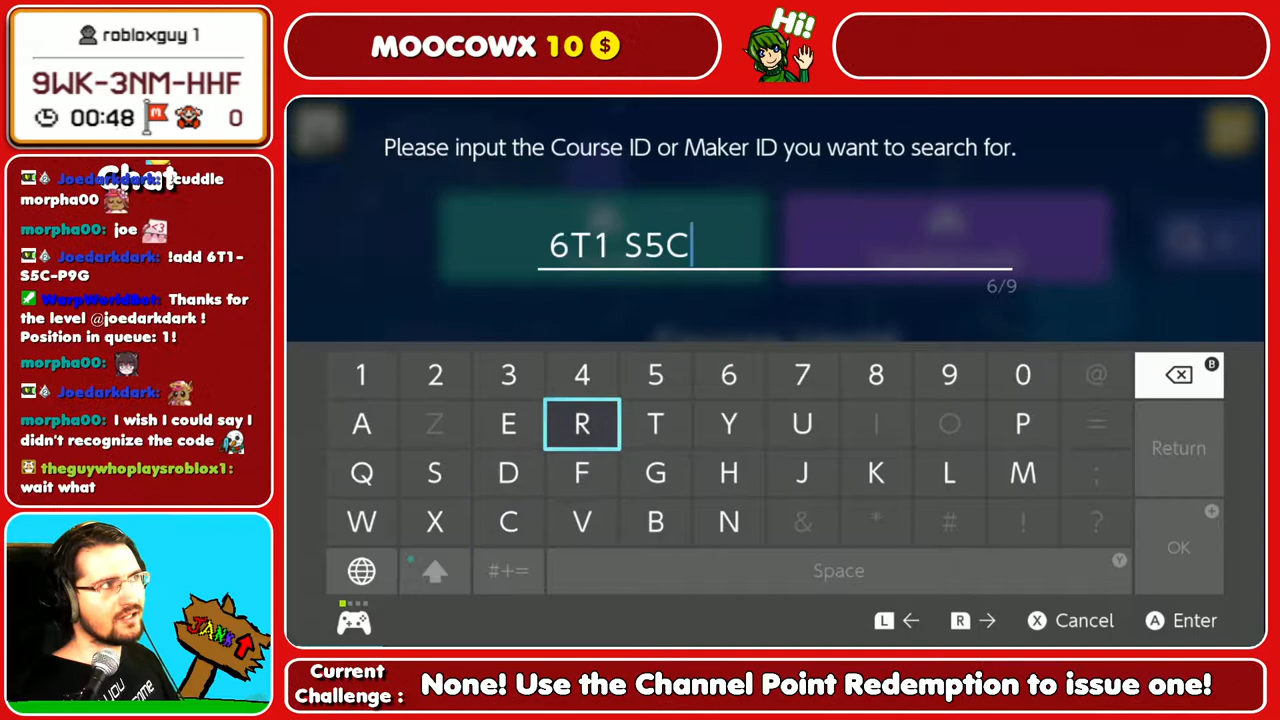 robloxguy 1
9WK-3NM-HHF
00:48
0
MOOCOWX 10 $
Hi!
Chat
Joedarkdark: !cuddle
morpha00
morpha00: joe
Joedarkdark: !add 6T1-
S5C-P9G
WarpWorldBot: Thanks for
the level @joedarkdark !
Position in queue: 1!
morpha00:
Joedarkdark:
morpha00: I wish I could say I
didn't recognize the code
theguywhoplaysroblox1:
wait what
Please input the Course ID or Maker ID you want to search for.
6T1 S5C
6/9
1 2 3 4 5 6 7 8 9 0 @
B
A Z E R T Y U I O P =
Return
Q S D F G H J K L M ;
W X C V B N & * # ! ?
+
OK
#+=
Space
Y
L ← R → X Cancel A Enter
JANK
Current
Challenge :
None! Use the Channel Point Redemption to issue one!